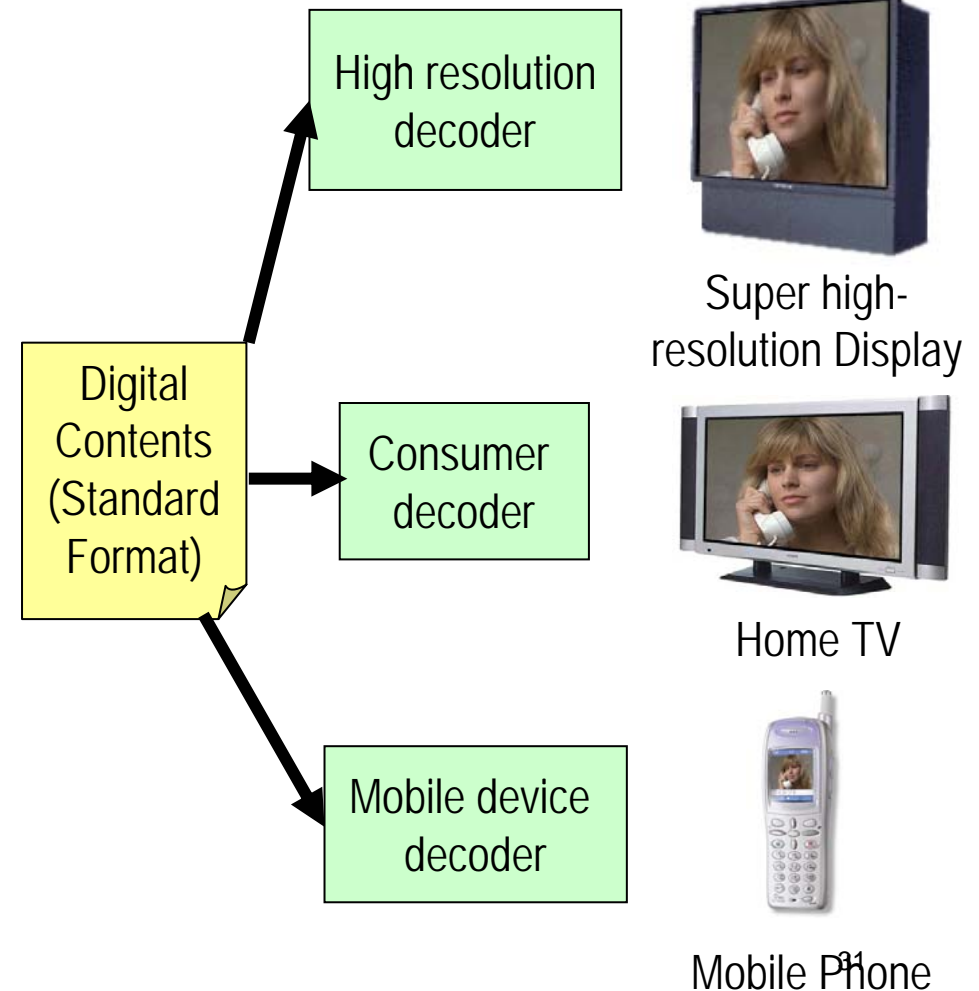 High resolution
decoder
Super high-
resolution Display
Digital
Contents
(Standard
Format)
Consumer
decoder
Home TV
Mobile device
decoder
Mobile Phone
31